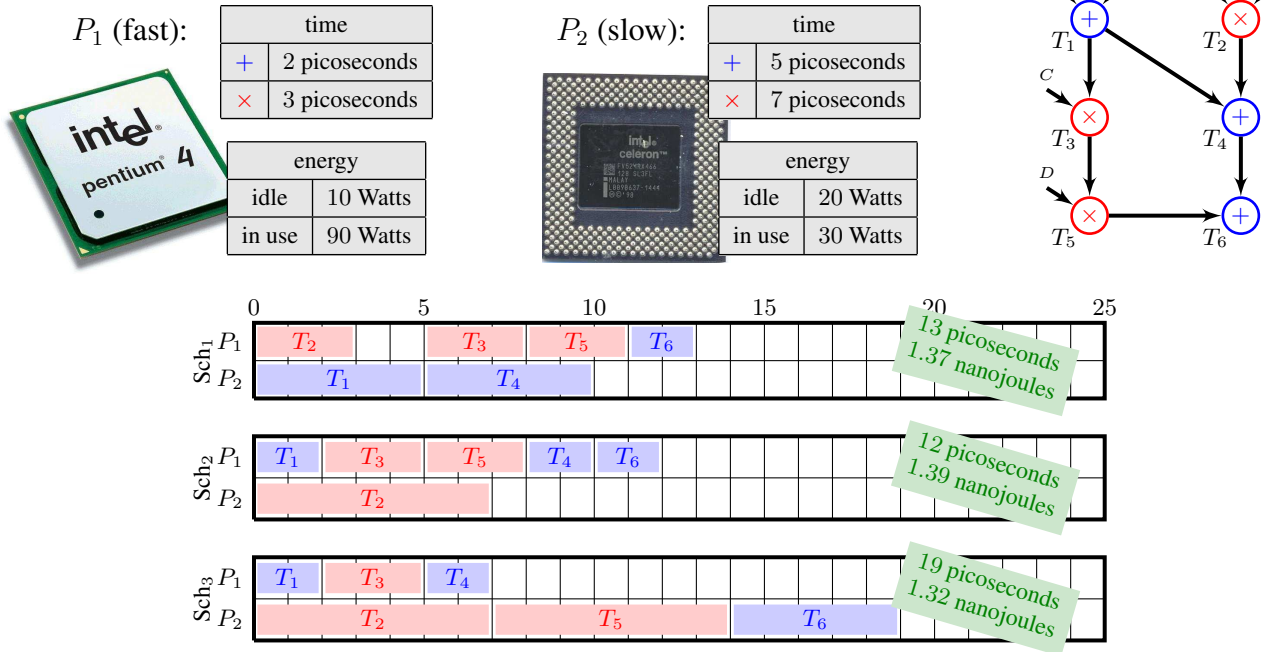 P1 (fast):
time
+ 2 picoseconds
× 3 picoseconds
energy
idle 10 Watts
in use 90 Watts
intel
pentium 4
P2 (slow):
time
+ 5 picoseconds
× 7 picoseconds
energy
idle 20 Watts
in use 30 Watts
intel
celeron™
+
×
T1
T2
C
×
+
T3
T4
D
×
+
T5
T6
0 5 10 15 20 25
Sch1
P1 T2 T3 T5 T6
P2 T1 T4
13 picoseconds
1.37 nanojoules
Sch2
P1 T1 T3 T5 T4 T6
P2 T2
12 picoseconds
1.39 nanojoules
Sch3
P1 T1 T3 T4
P2 T2 T5 T6
19 picoseconds
1.32 nanojoules